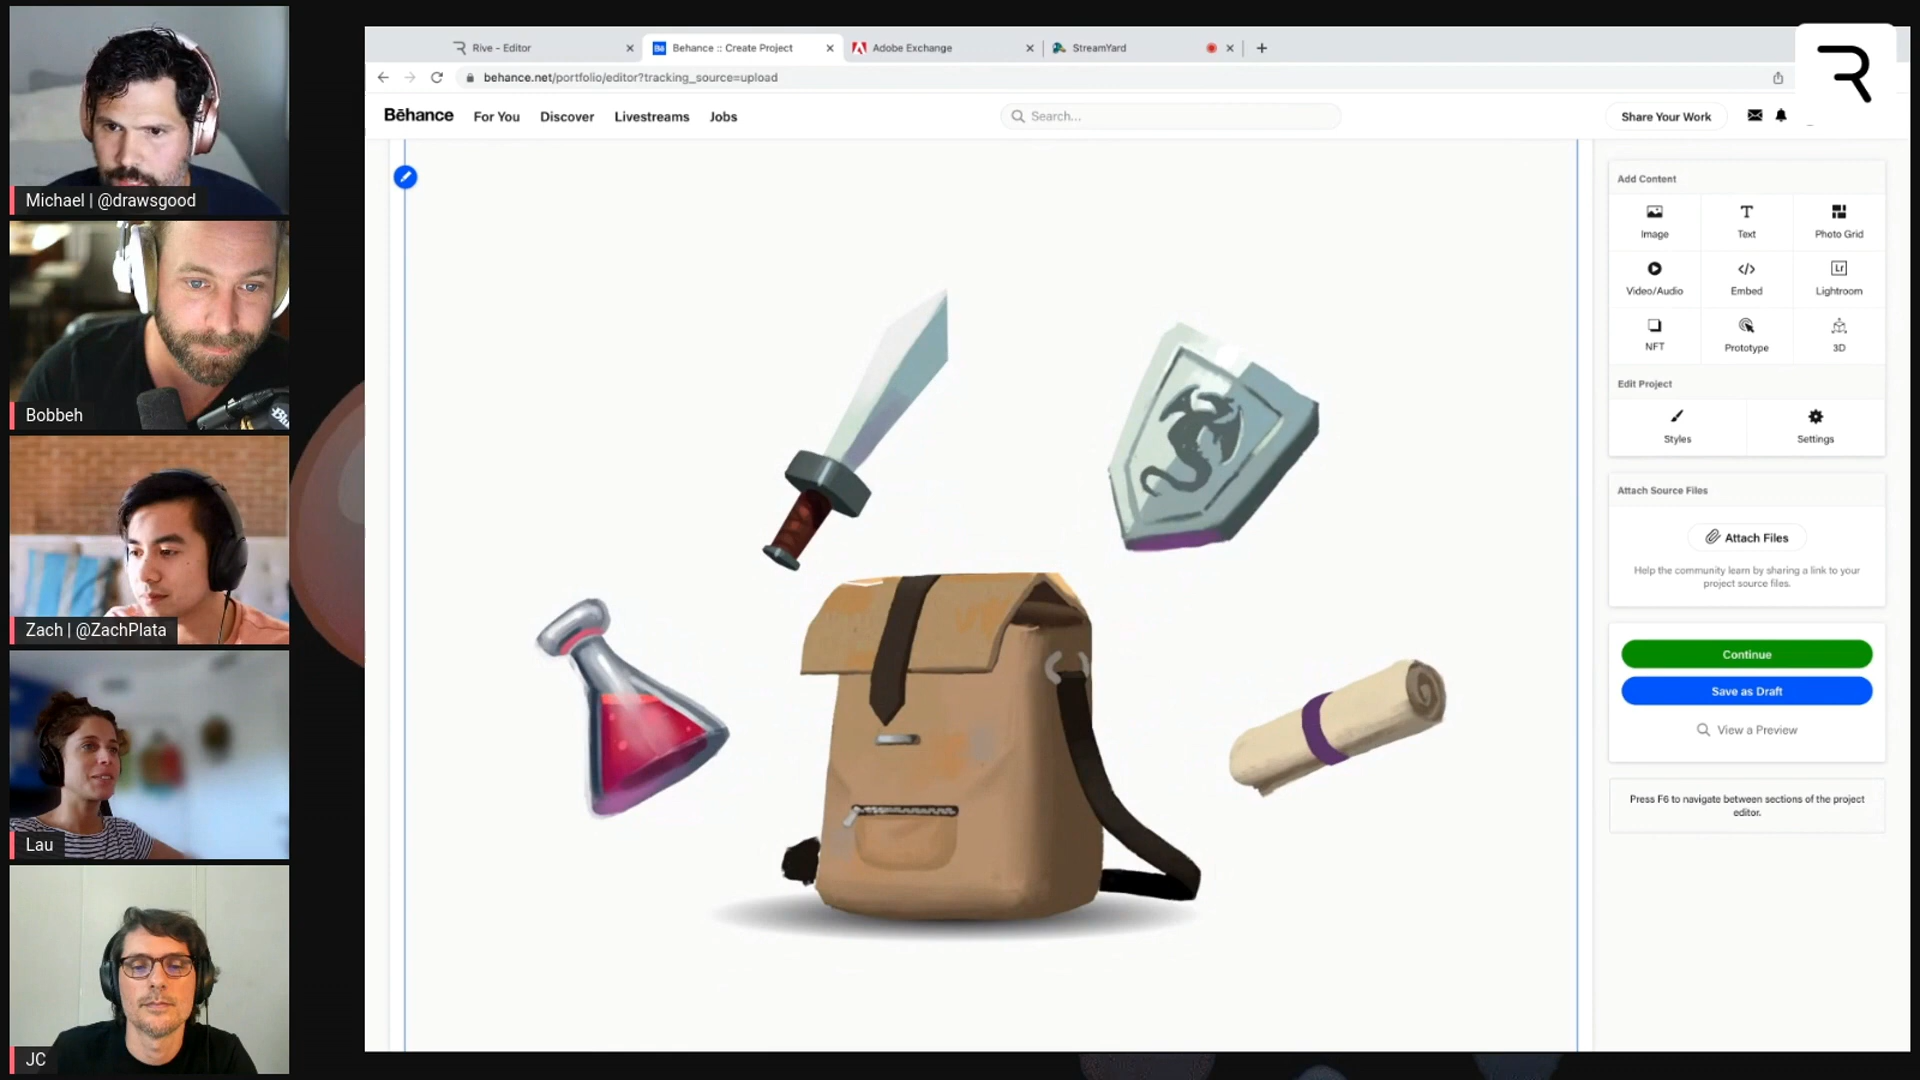 Michael | @drawsgood
Bobbeh
Zach | @ZachPlata
Lau
JC
Rive - Editor
Behance :: Create Project
Adobe Exchange
StreamYard
behance.net/portfolio/editor?tracking_source=upload
Bēhance
For You
Discover
Livestreams
Jobs
Search...
Share Your Work
Add Content
Image
Text
Photo Grid
Video/Audio
Embed
Lightroom
NFT
Prototype
3D
Edit Project
Styles
Settings
Attach Source Files
Attach Files
Help the community learn by sharing a link to your
project source files.
Continue
Save as Draft
View a Preview
Press F6 to navigate between sections of the project
editor.